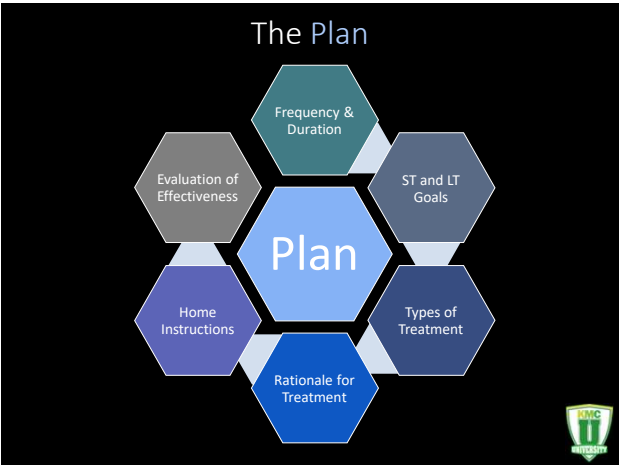 The Plan
Frequency &
Duration
ST and LT
Goals
Types of
Treatment
Rationale for
Treatment
Home
Instructions
Evaluation of
Effectiveness
Plan
KMC
U
UNIVERSITY